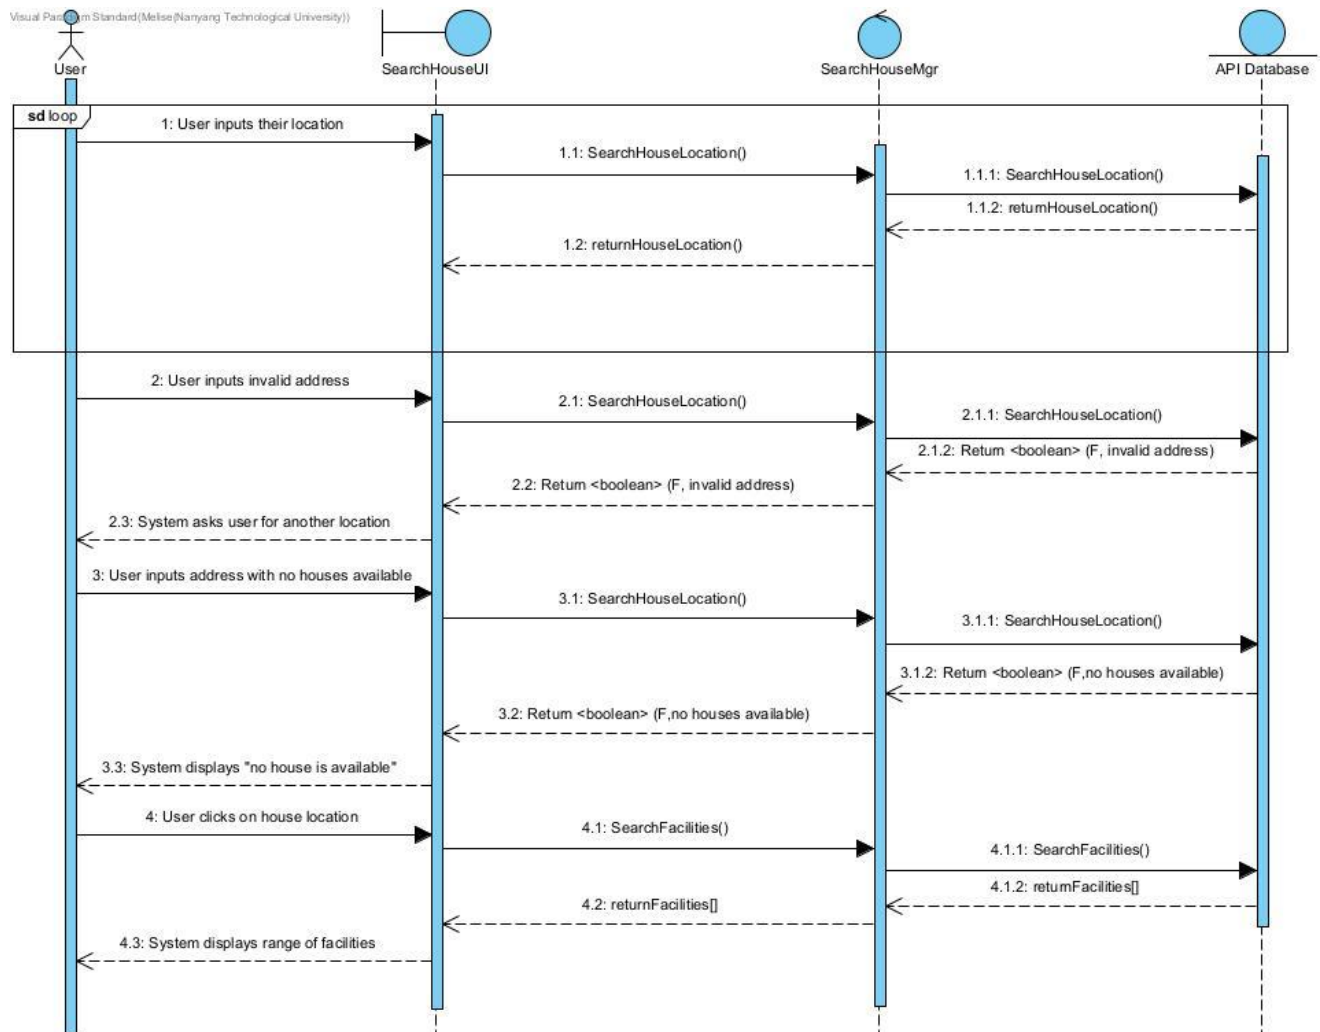 Visual Paradigm Standard(Melise(Nanyang Technological University))
User
SearchHouseUI
SearchHouseMgr
API Database
sd loop
1: User inputs their location
1.1: SearchHouseLocation()
1.1.1: SearchHouseLocation()
1.1.2: returnHouseLocation()
1.2: returnHouseLocation()
2: User inputs invalid address
2.1: SearchHouseLocation()
2.1.1: SearchHouseLocation()
2.1.2: Return <boolean> (F, invalid address)
2.2: Return <boolean> (F, invalid address)
2.3: System asks user for another location
3: User inputs address with no houses available
3.1: SearchHouseLocation()
3.1.1: SearchHouseLocation()
3.1.2: Return <boolean> (F,no houses available)
3.2: Return <boolean> (F,no houses available)
3.3: System displays "no house is available"
4: User clicks on house location
4.1: SearchFacilities()
4.1.1: SearchFacilities()
4.1.2: returnFacilities[]
4.2: returnFacilities[]
4.3: System displays range of facilities